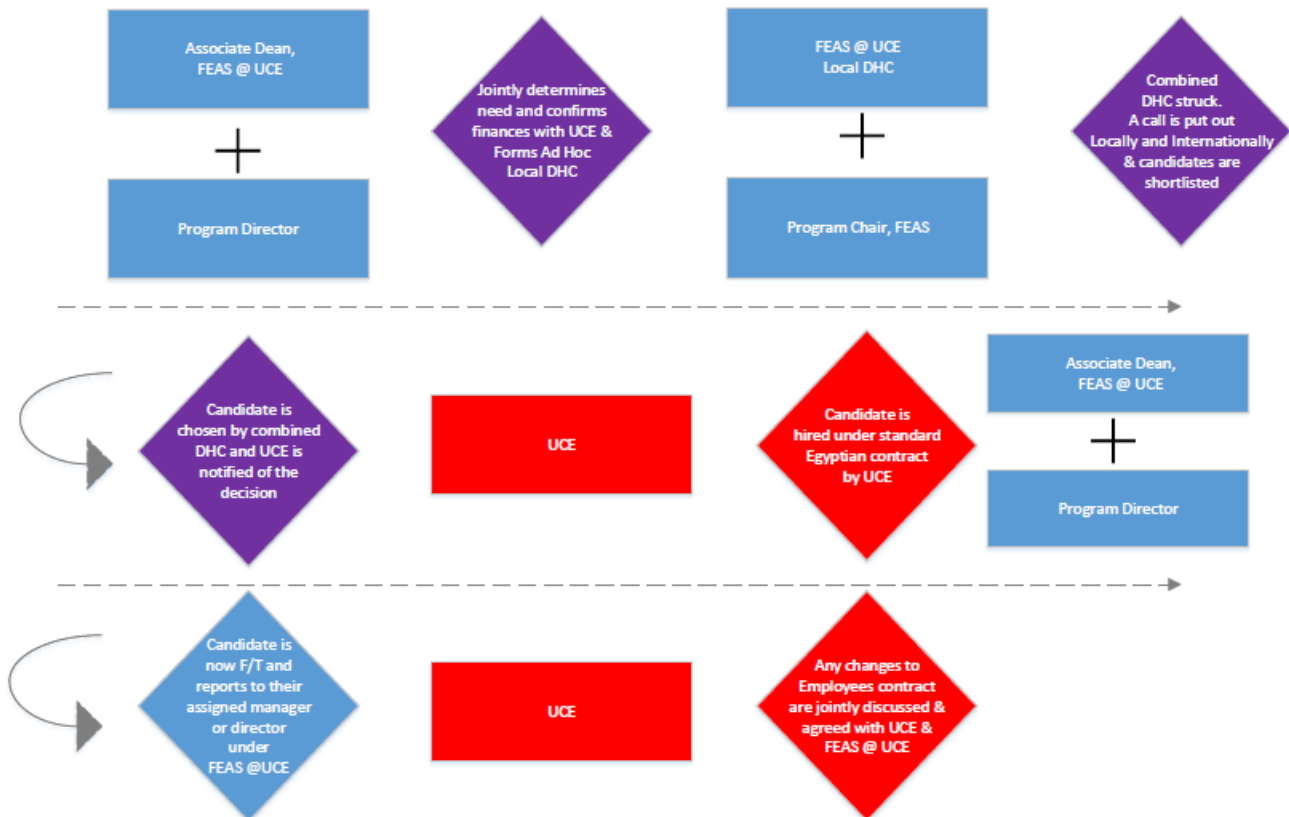 Associate Dean,
FEAS @ UCE
Program Director
Jointly determines
need and confirms
finances with UCE &
Forms Ad Hoc
Local DHC
FEAS @ UCE
Local DHC
Program Chair, FEAS
Combined
DHC struck.
A call is put out
Locally and Internationally
& candidates are
shortlisted
Candidate is
chosen by combined
DHC and UCE is
notified of the
decision
UCE
Candidate is
hired under standard
Egyptian contract
by UCE
Associate Dean,
FEAS @ UCE
Program Director
Candidate is
now F/T and
reports to their
assigned manager
or director
under
FEAS @UCE
UCE
Any changes to
Employees contract
are jointly discussed &
agreed with UCE &
FEAS @ UCE